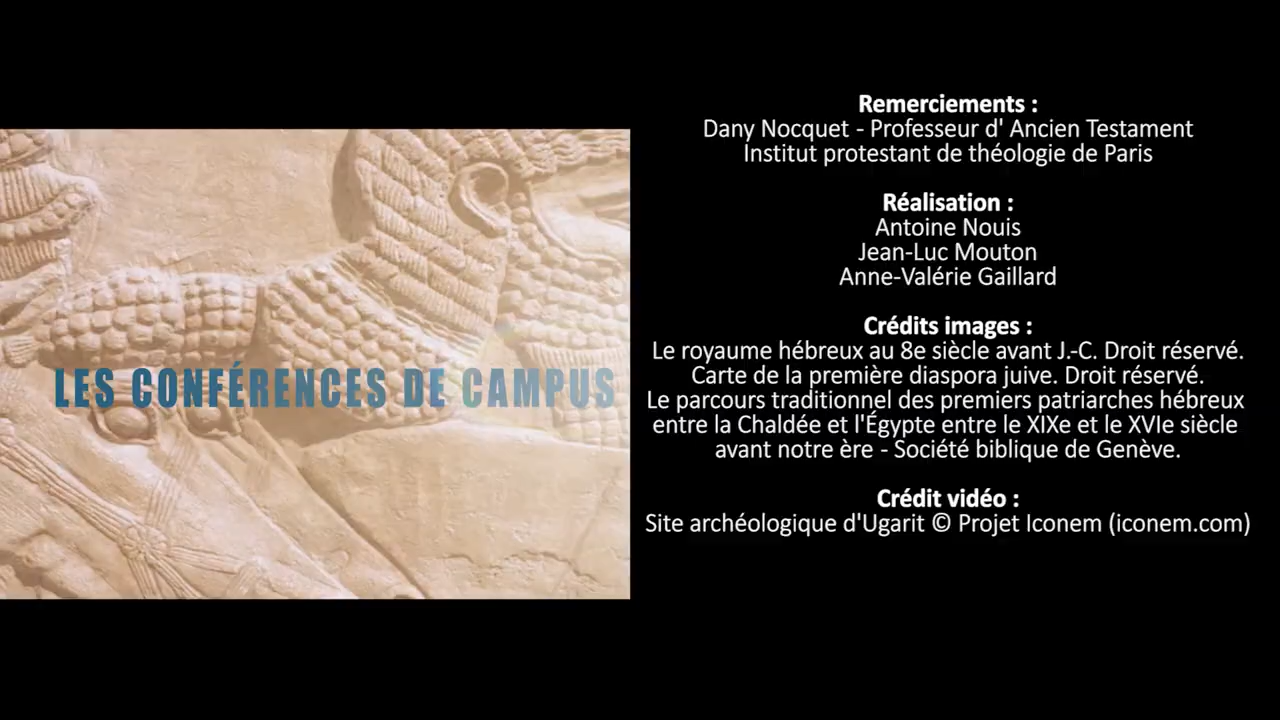 LES CONFÉRENCES DE CAMPUS
Remerciements :
Dany Nocquet - Professeur d' Ancien Testament
Institut protestant de théologie de Paris
Réalisation :
Antoine Nouis
Jean-Luc Mouton
Anne-Valérie Gaillard
Crédits images :
Le royaume hébreux au 8e siècle avant J.-C. Droit réservé.
Carte de la première diaspora juive. Droit réservé.
Le parcours traditionnel des premiers patriarches hébreux
entre la Chaldée et l'Égypte entre le XIXe et le XVIe siècle
avant notre ère - Société biblique de Genève.
Crédit vidéo :
Site archéologique d'Ugarit © Projet Iconem (iconem.com)